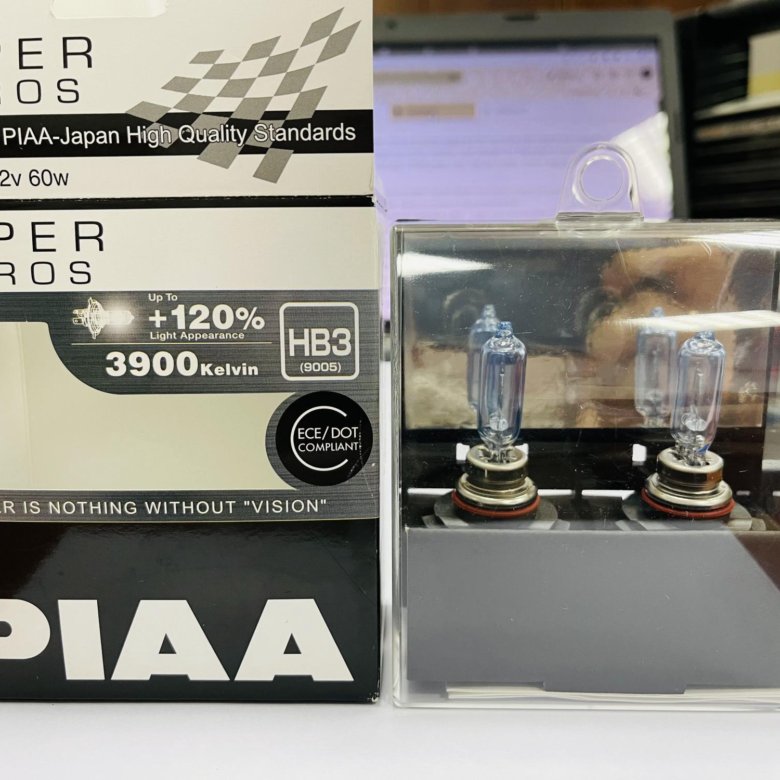 PER
ROS
PIAA-Japan High Quality Standards
2v 60w
PER
ROS
Up To
+120%
Light Appearance
3900Kelvin
HB3
(9005)
ECE/DOT
COMPLIANT
R IS NOTHING WITHOUT "VISION"
PIAA